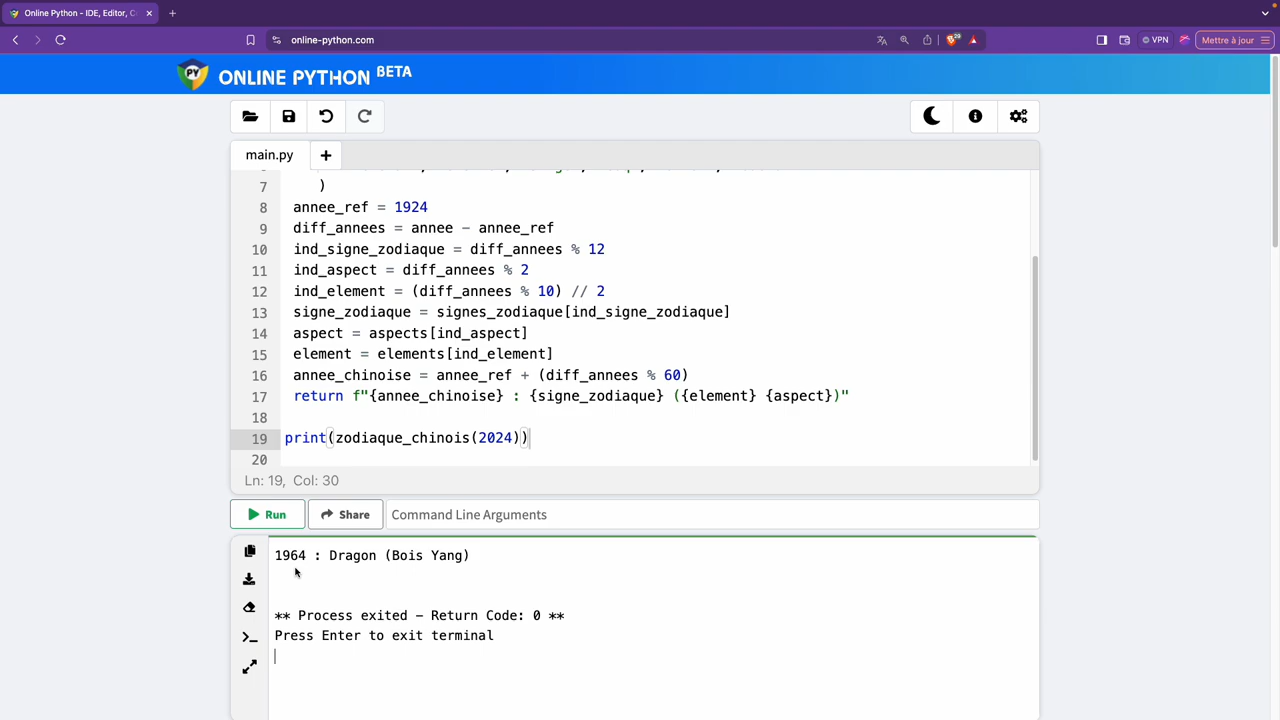 Online Python - IDE, Editor, C
online-python.com
VPN
Mettre à jour
PY
ONLINE PYTHON BETA
main.py
7 )
8 annee_ref = 1924
9 diff_annees = annee - annee_ref
10 ind_signe_zodiaque = diff_annees % 12
11 ind_aspect = diff_annees % 2
12 ind_element = (diff_annees % 10) // 2
13 signe_zodiaque = signes_zodiaque[ind_signe_zodiaque]
14 aspect = aspects[ind_aspect]
15 element = elements[ind_element]
16 annee_chinoise = annee_ref + (diff_annees % 60)
17 return f"{annee_chinoise} : {signe_zodiaque} ({element} {aspect})"
18
19 print(zodiaque_chinois(2024))
20
Ln: 19, Col: 30
Run Share Command Line Arguments
1964 : Dragon (Bois Yang)
** Process exited - Return Code: 0 **
Press Enter to exit terminal